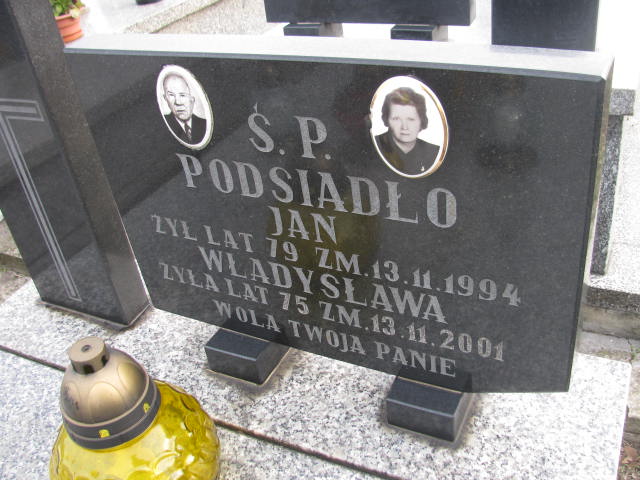 Ś. P.
PODSIADŁO
JAN
ŻYŁ LAT 79 ZM. 13.11.1994
WŁADYSŁAWA
ŻYŁA LAT 75 ZM. 13.11.2001
WOLA TWOJA PANIE